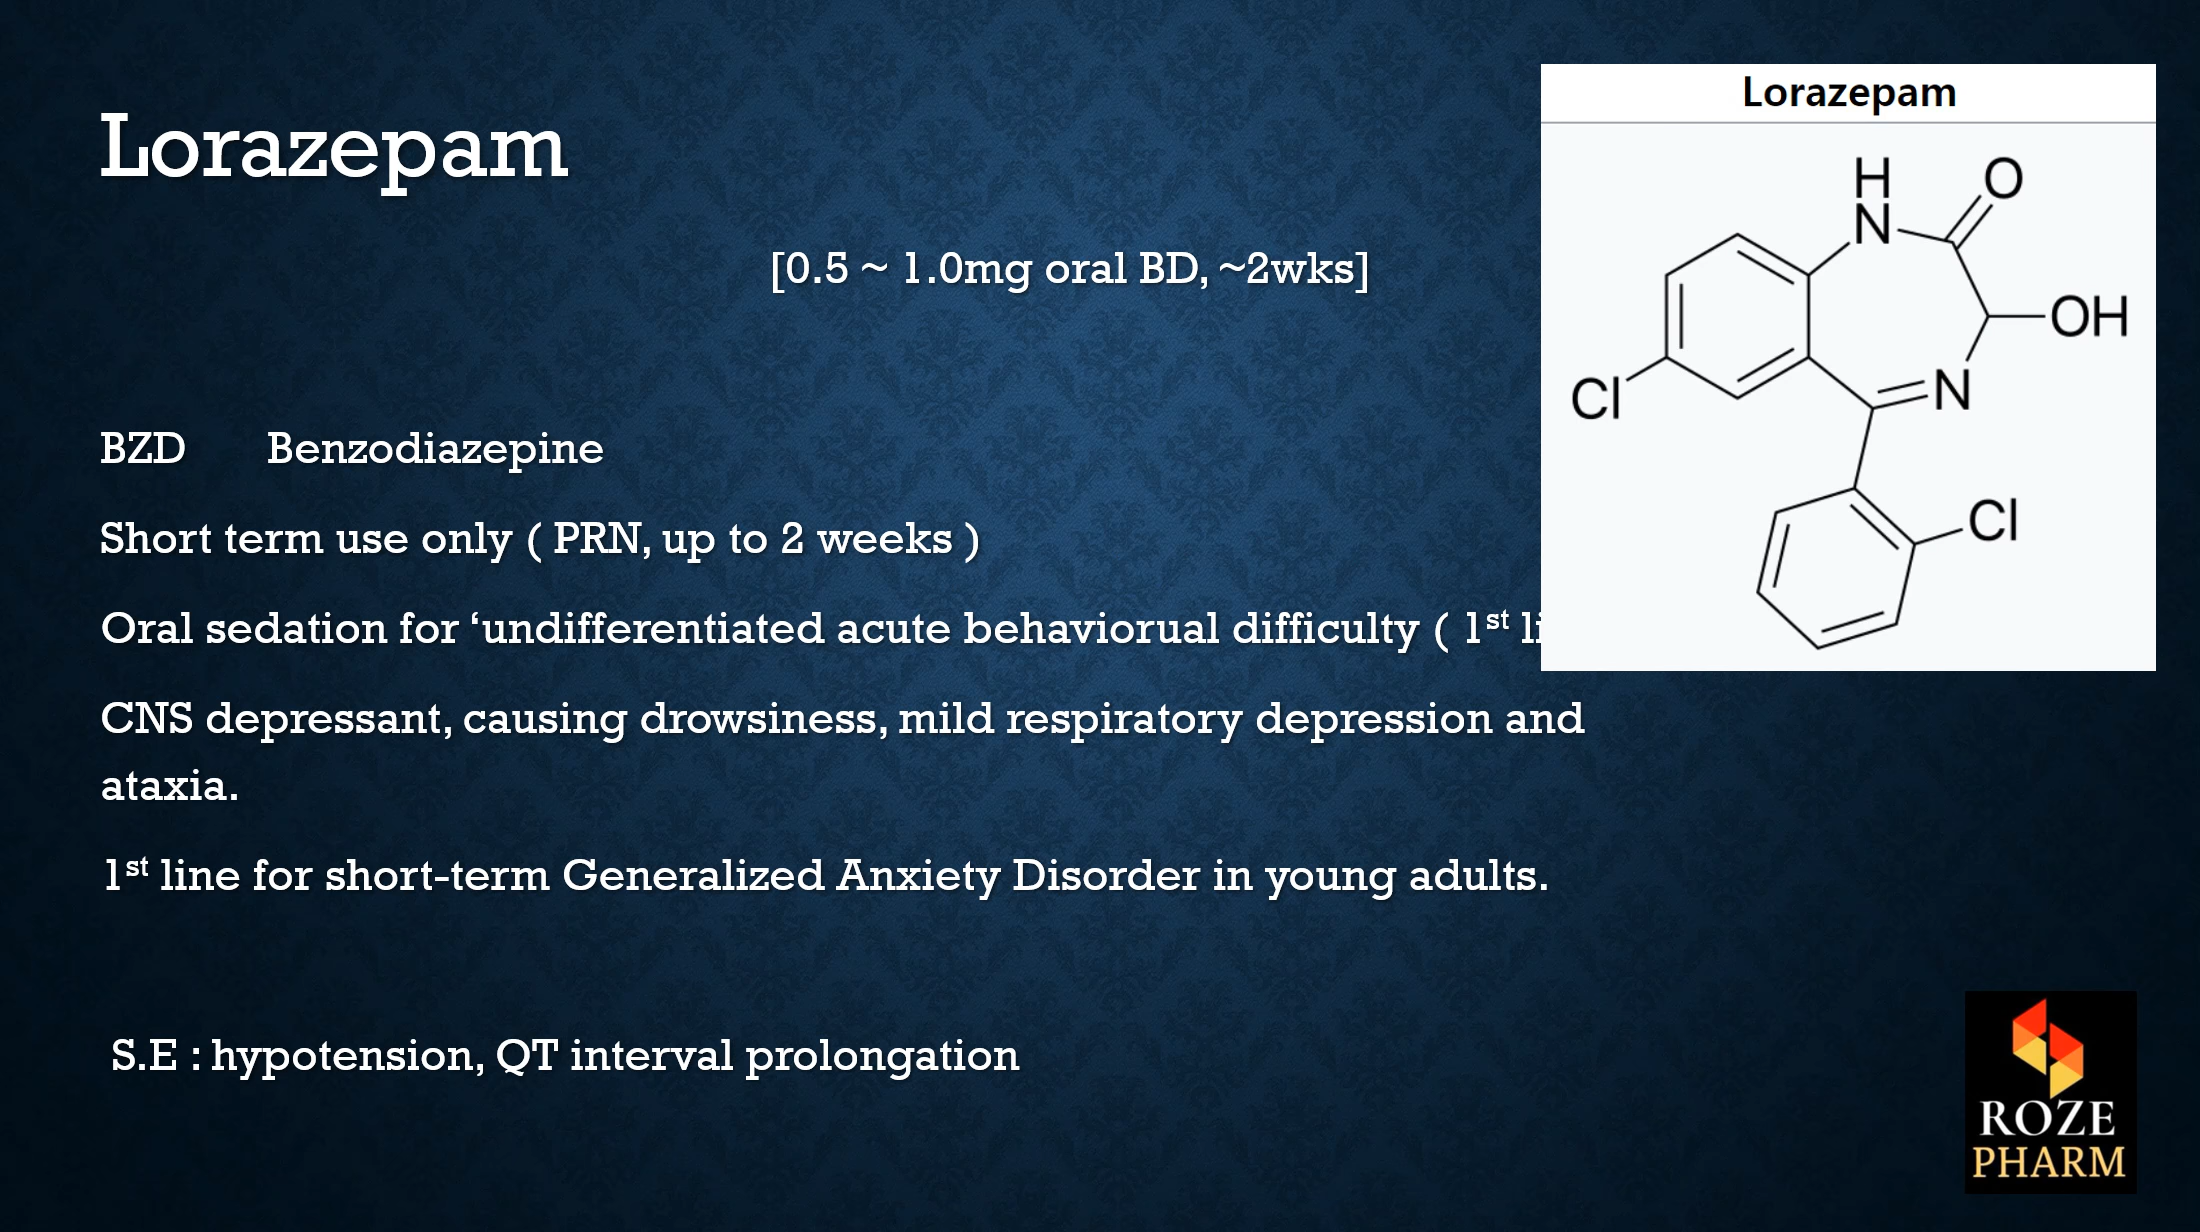 Lorazepam
[0.5 ~ 1.0mg oral BD, ~2wks]
BZD Benzodiazepine
Short term use only ( PRN, up to 2 weeks )
Oral sedation for ‘undifferentiated acute behaviorual difficulty ( 1st
CNS depressant, causing drowsiness, mild respiratory depression and
ataxia.
1st line for short-term Generalized Anxiety Disorder in young adults.
S.E : hypotension, QT interval prolongation
Lorazepam
H
N
O
OH
N
Cl
Cl
ROZE
PHARM